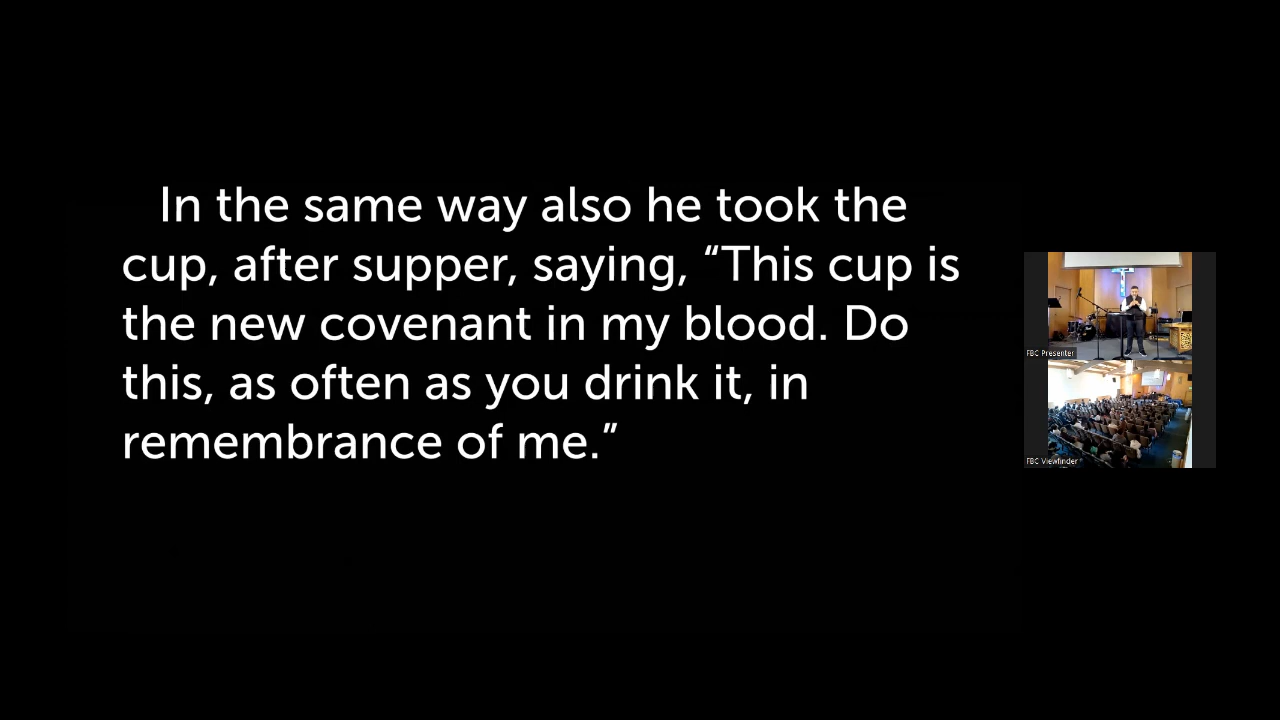 In the same way also he took the
cup, after supper, saying, “This cup is
the new covenant in my blood. Do
this, as often as you drink it, in
remembrance of me.”
FBC Presenter
FBC Viewfinder